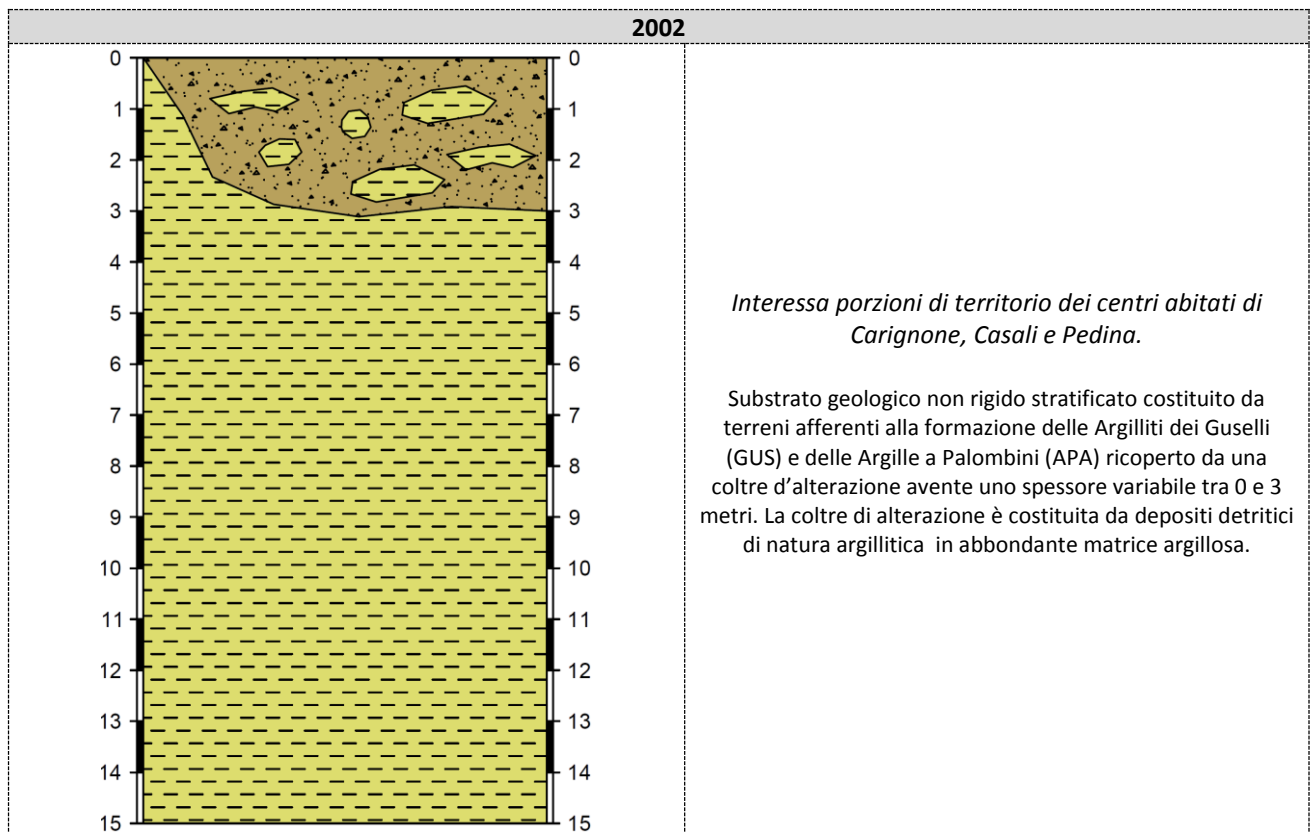 2002
0 0
1 1
2 2
3 3
4 4
5 5
6 6
7 7
8 8
9 9
10 10
11 11
12 12
13 13
14 14
15 15
Interessa porzioni di territorio dei centri abitati di
Carignone, Casali e Pedina.
Substrato geologico non rigido stratificato costituito da
terreni afferenti alla formazione delle Argilliti dei Guselli
(GUS) e delle Argille a Palombini (APA) ricoperto da una
coltre d’alterazione avente uno spessore variabile tra 0 e 3
metri. La coltre di alterazione è costituita da depositi detritici
di natura argillitica in abbondante matrice argillosa.